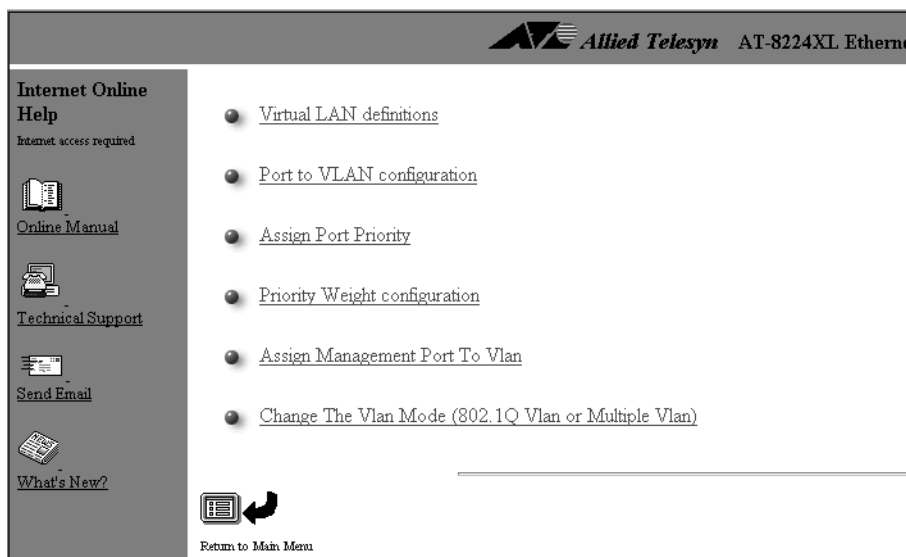 Allied Telesyn AT-8224XL
Internet Online
Help
Internet access required
Online Manual
Technical Support
Send Email
What's New?
Virtual LAN definitions
Port to VLAN configuration
Assign Port Priority
Priority Weight configuration
Assign Management Port To Vlan
Change The Vlan Mode (802.1Q Vlan or Multiple Vlan)
Return to Main Menu